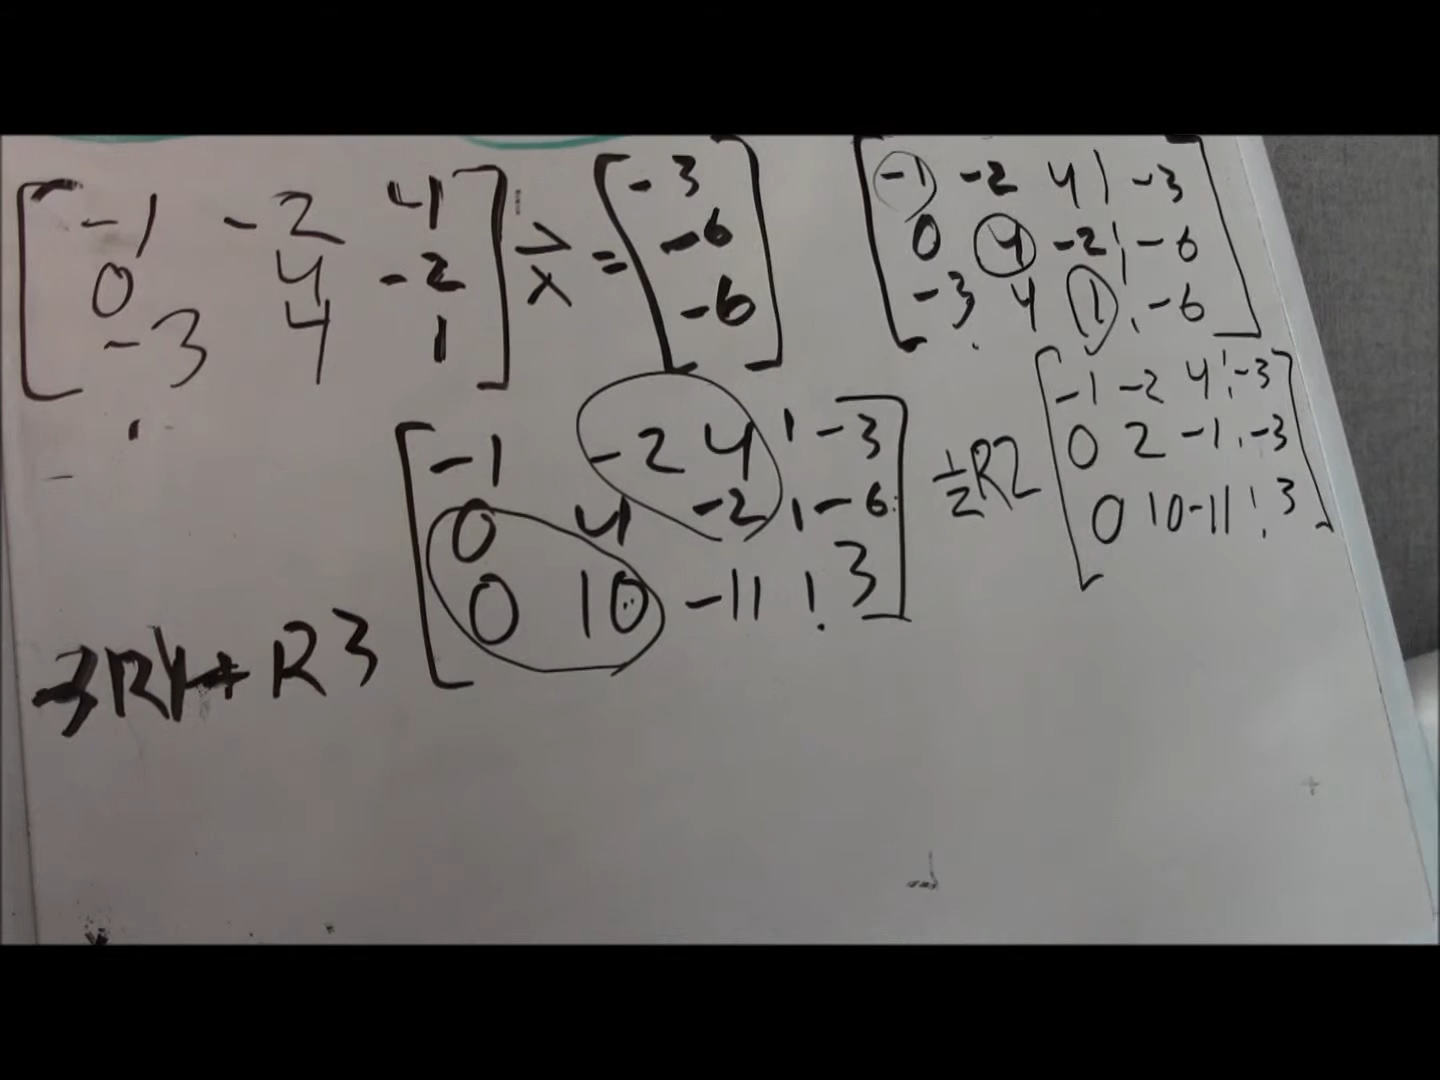 [-1 -2 4] x⃗ = [-3]
[0 4 -2] [-6]
[-3 4 1] [-6]
[-1 -2 4 | -3]
[0 4 -2 | -6]
[-3 4 1 | -6]
-3R1+R3
[-1 -2 4 | -3]
[0 4 -2 | -6]
[0 10 -11 | 3]
1/2 R2
[-1 -2 4 | -3]
[0 2 -1 | -3]
[0 10 -11 | 3]